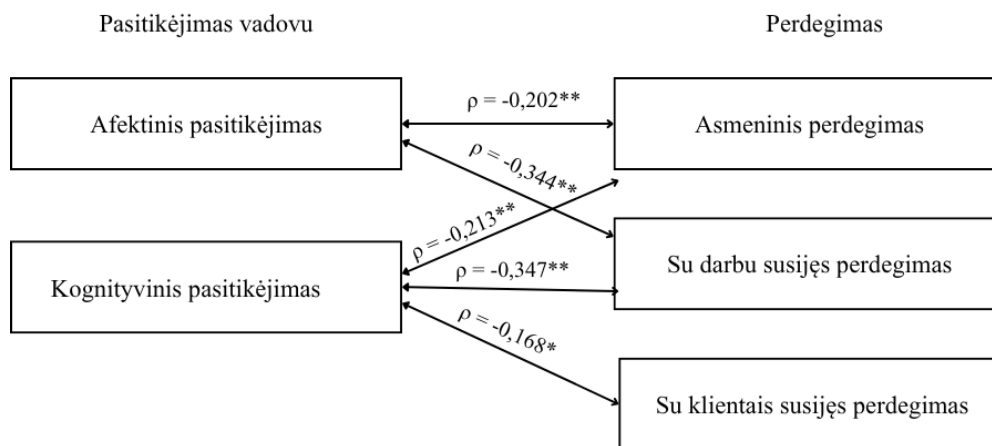 Pasitikėjimas vadovu
Perdegimas
Afektinis pasitikėjimas
ρ = -0,202**
Asmeninis perdegimas
ρ = -0,344**
ρ = -0,213**
Kognityvinis pasitikėjimas
ρ = -0,347**
Su darbu susijęs perdegimas
ρ = -0,168*
Su klientais susijęs perdegimas